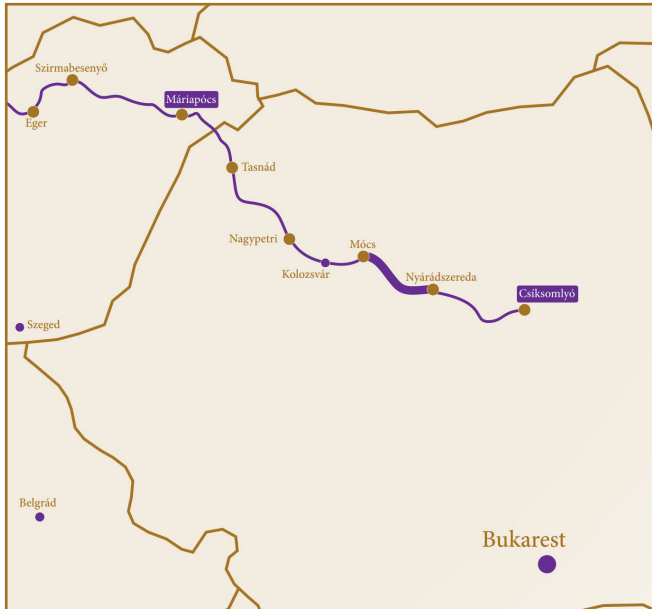 Szirmabesenyő
Máriapócs
Eger
Tasnád
Nagypetri
Mócs
Kolozsvár
Nyárádszereda
Csíksomlyó
Szeged
Belgrád
Bukarest